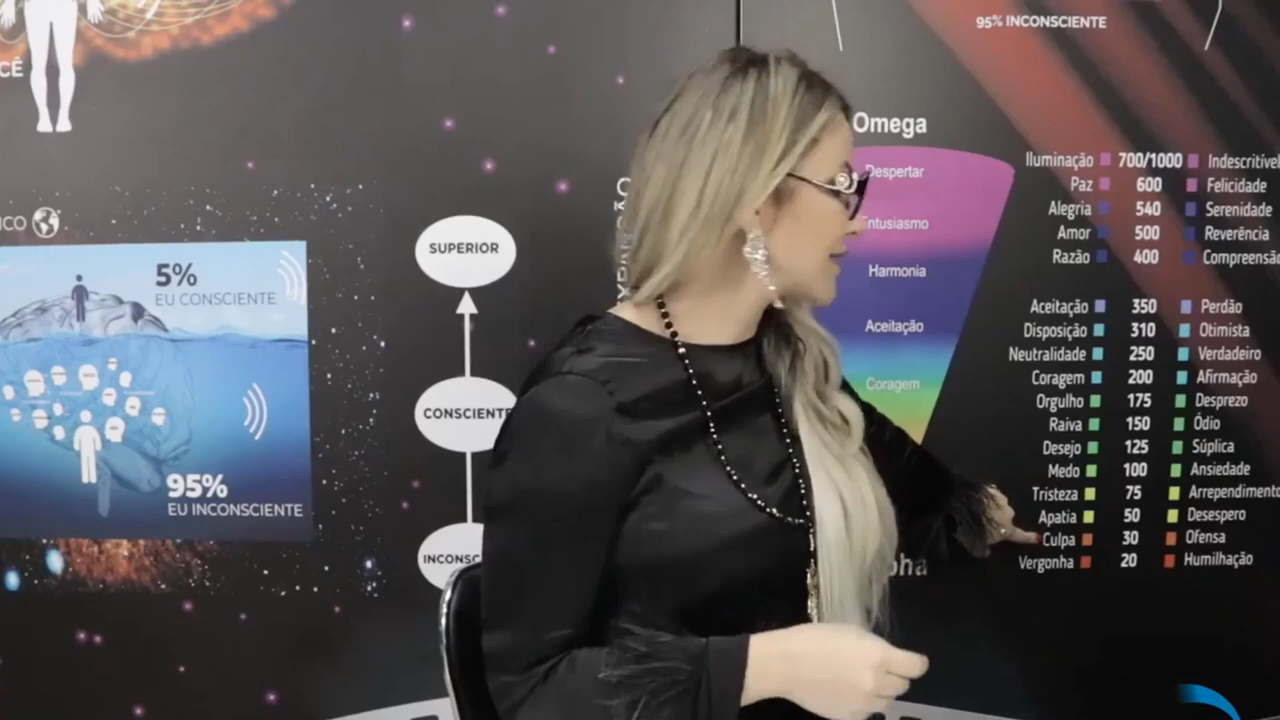 CÊ
95% INCONSCIENTE
Omega
Despertar
Entusiasmo
Harmonia
Aceitação
Coragem
Iluminação 700/1000 Indescritível
Paz 600 Felicidade
Alegria 540 Serenidade
Amor 500 Reverência
Razão 400 Compreensão
Aceitação 350 Perdão
Disposição 310 Otimista
Neutralidade 250 Verdadeiro
Coragem 200 Afirmação
Orgulho 175 Desprezo
Raiva 150 Ódio
Desejo 125 Súplica
Medo 100 Ansiedade
Tristeza 75 Arrependimento
Apatia 50 Desespero
Culpa 30 Ofensa
Vergonha 20 Humilhação
ICO
5%
EU CONSCIENTE
95%
EU INCONSCIENTE
SUPERIOR
CONSCIENTE
INCONSC